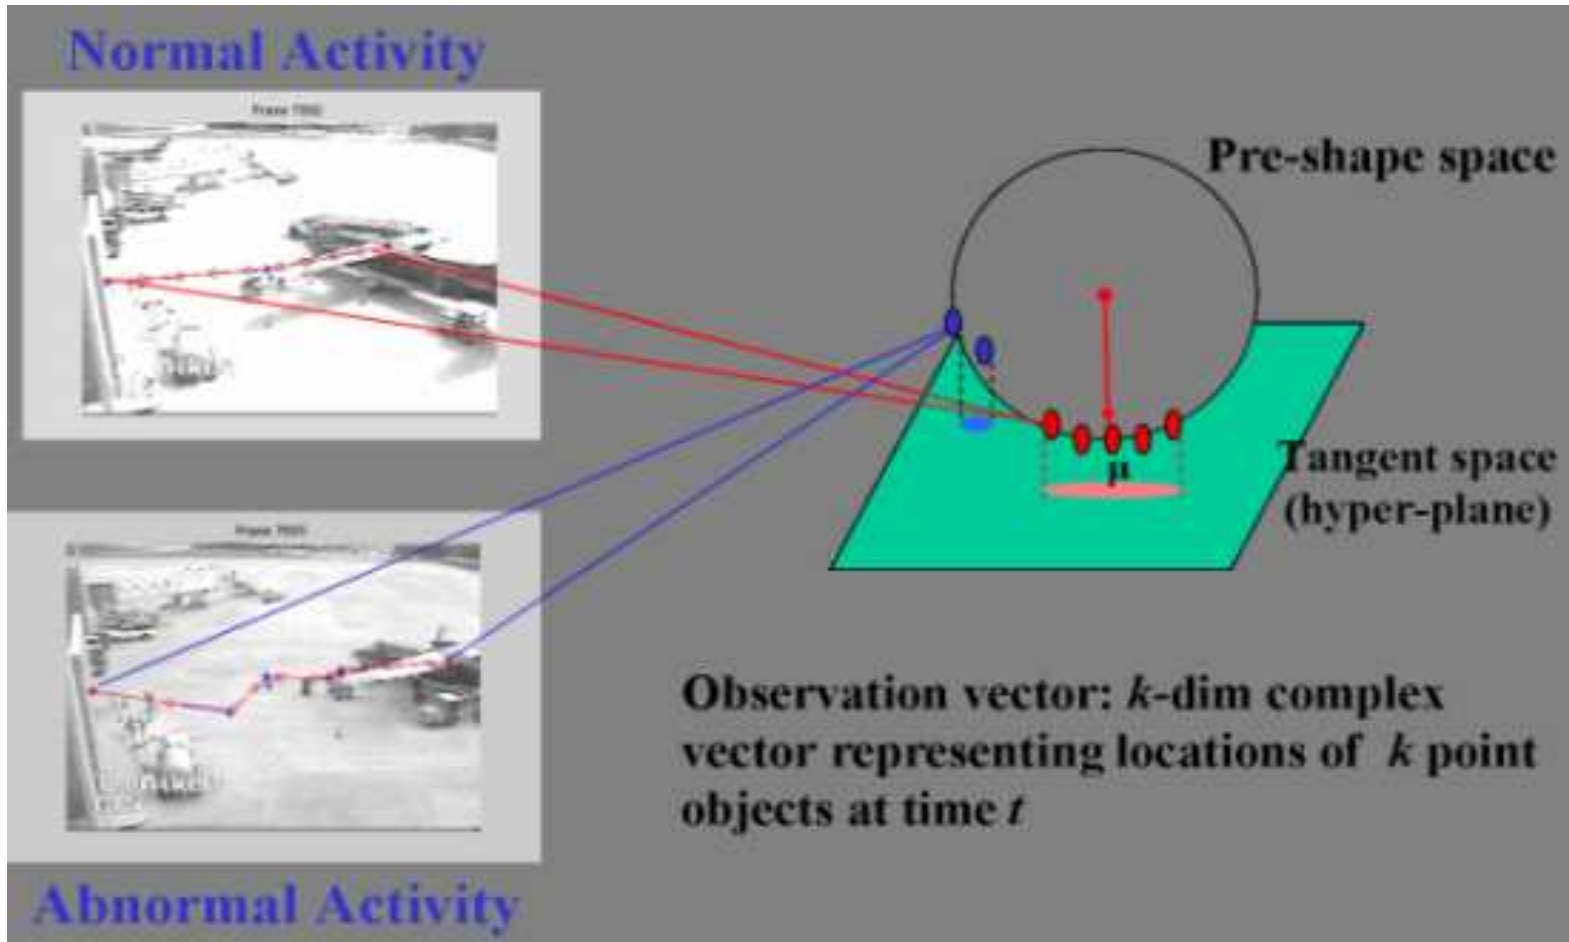 Normal Activity
Pre-shape space
μ
Tangent space
(hyper-plane)
Observation vector: k-dim complex
vector representing locations of k point
objects at time t
Abnormal Activity